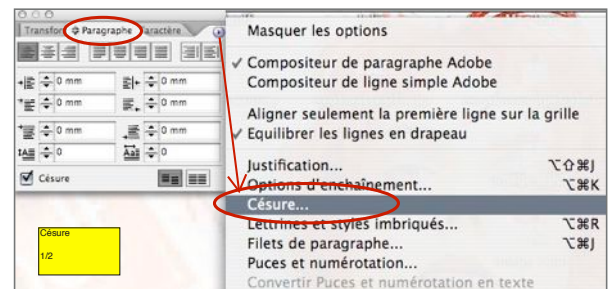 Transfor Paragraphe Caractère
0 mm 0 mm
0 mm 0 mm
0 mm 0 mm
0 0
Césure
Césure
1/2
Masquer les options
✓ Compositeur de paragraphe Adobe
Compositeur de ligne simple Adobe
Aligner seulement la première ligne sur la grille
✓ Equilibrer les lignes en drapeau
Justification... ⌥⇧⌘J
Options d'enchaînement... ⌥⌘K
Césure...
Lettrines et styles imbriqués... ⌥⌘R
Filets de paragraphe... ⌥⌘J
Puces et numérotation...
Convertir Puces et numérotation en texte